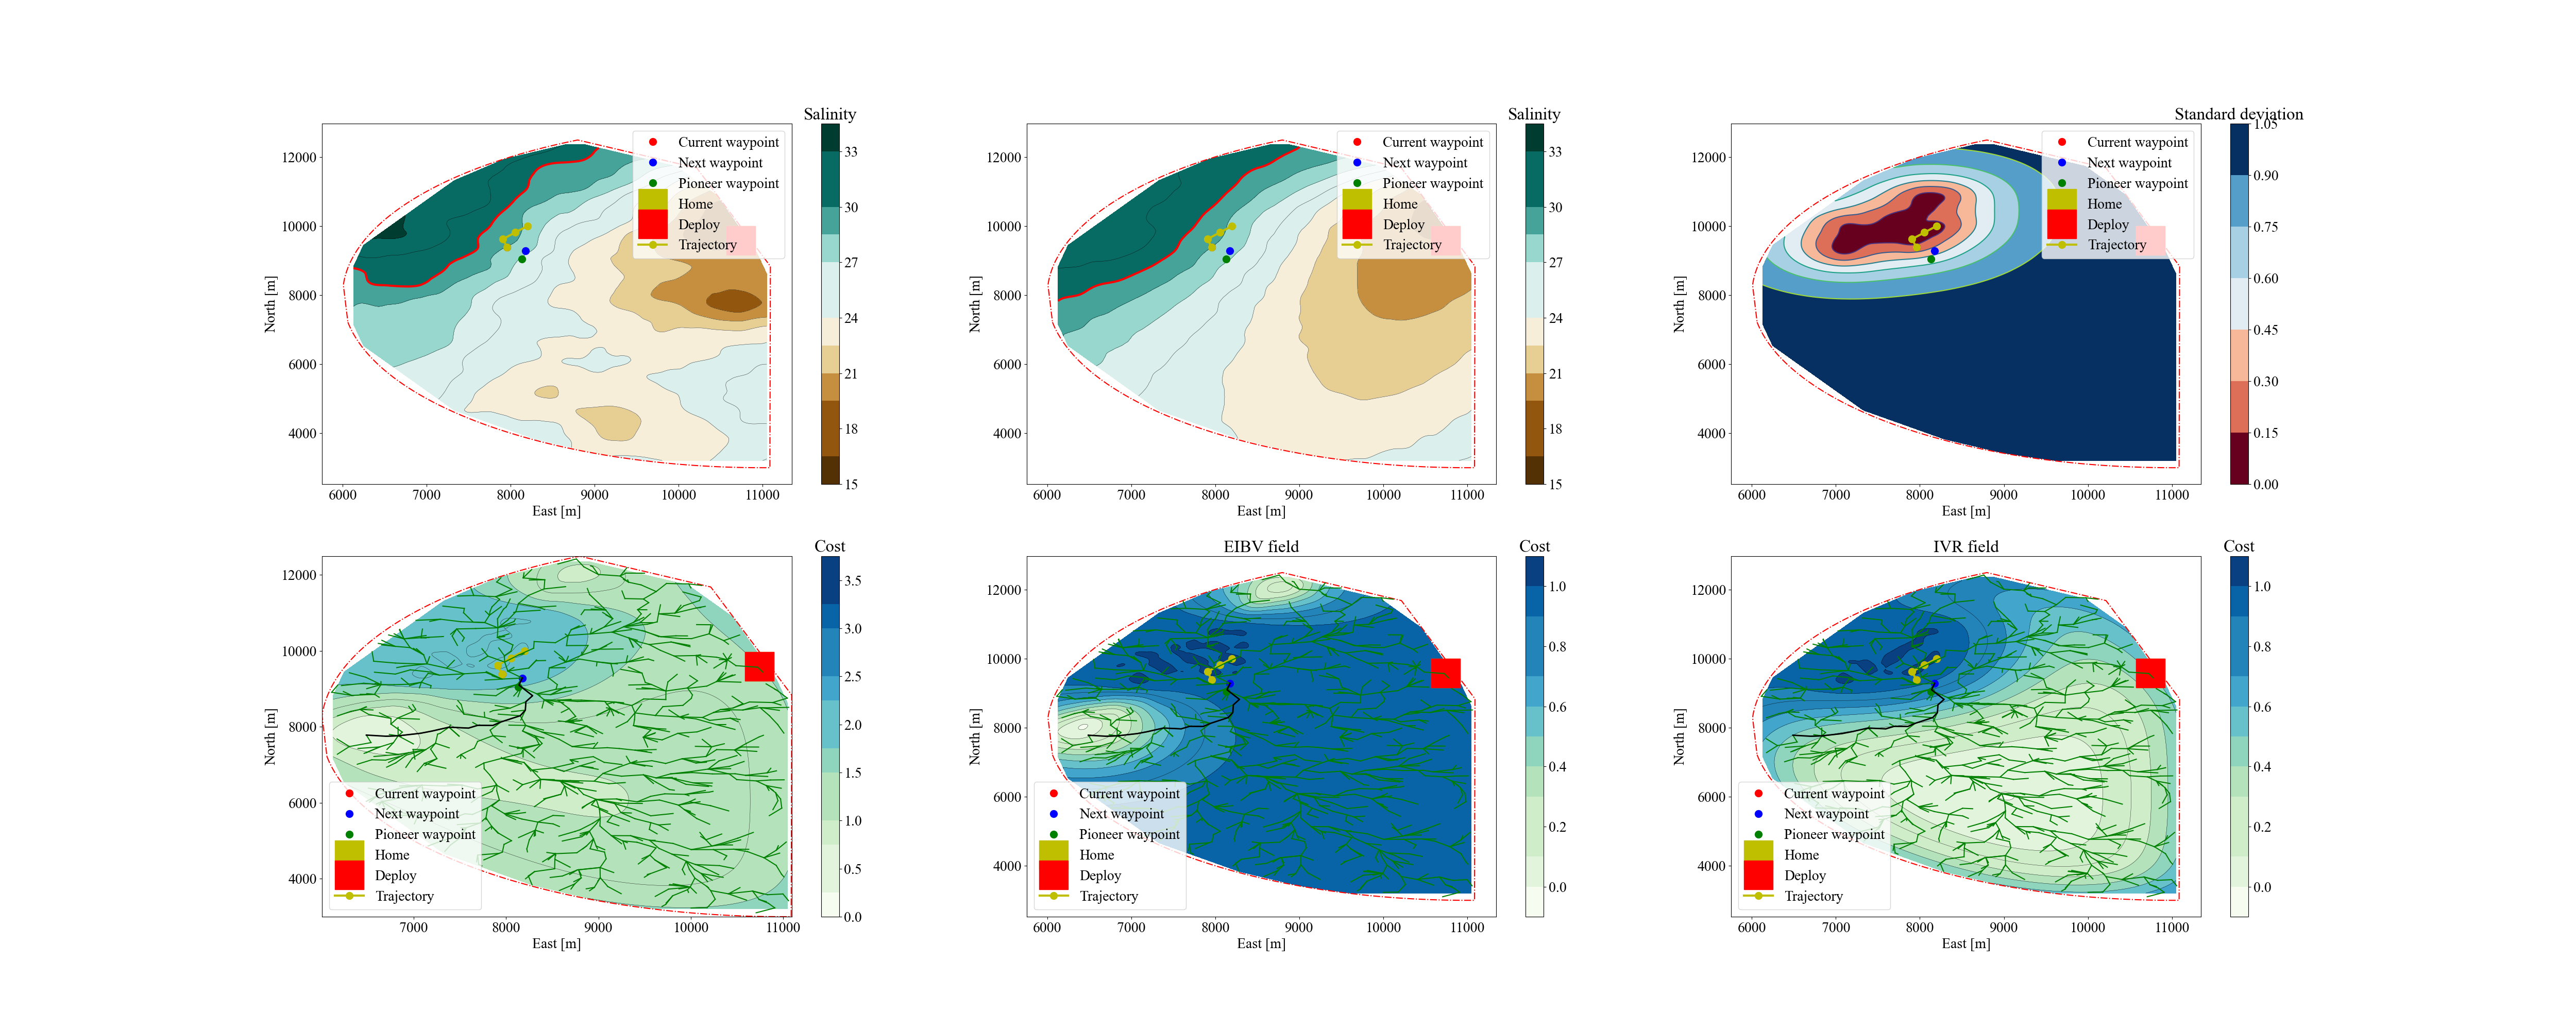 Salinity
Current waypoint
Next waypoint
Pioneer waypoint
Home
Deploy
Trajectory
12000
10000
8000
6000
4000
North [m]
6000 7000 8000 9000 10000 11000
East [m]
33
30
27
24
21
18
15
Salinity
Current waypoint
Next waypoint
Pioneer waypoint
Home
Deploy
Trajectory
12000
10000
8000
6000
4000
North [m]
6000 7000 8000 9000 10000 11000
East [m]
33
30
27
24
21
18
15
Standard deviation
Current waypoint
Next waypoint
Pioneer waypoint
Home
Deploy
Trajectory
12000
10000
8000
6000
4000
North [m]
6000 7000 8000 9000 10000 11000
East [m]
1.05
0.90
0.75
0.60
0.45
0.30
0.15
0.00
Cost
12000
10000
8000
6000
4000
North [m]
Current waypoint
Next waypoint
Pioneer waypoint
Home
Deploy
Trajectory
7000 8000 9000 10000 11000
East [m]
3.5
3.0
2.5
2.0
1.5
1.0
0.5
0.0
EIBV field
Cost
12000
10000
8000
6000
4000
North [m]
Current waypoint
Next waypoint
Pioneer waypoint
Home
Deploy
Trajectory
6000 7000 8000 9000 10000 11000
East [m]
1.0
0.8
0.6
0.4
0.2
0.0
IVR field
Cost
12000
10000
8000
6000
4000
North [m]
Current waypoint
Next waypoint
Pioneer waypoint
Home
Deploy
Trajectory
6000 7000 8000 9000 10000 11000
East [m]
1.0
0.8
0.6
0.4
0.2
0.0